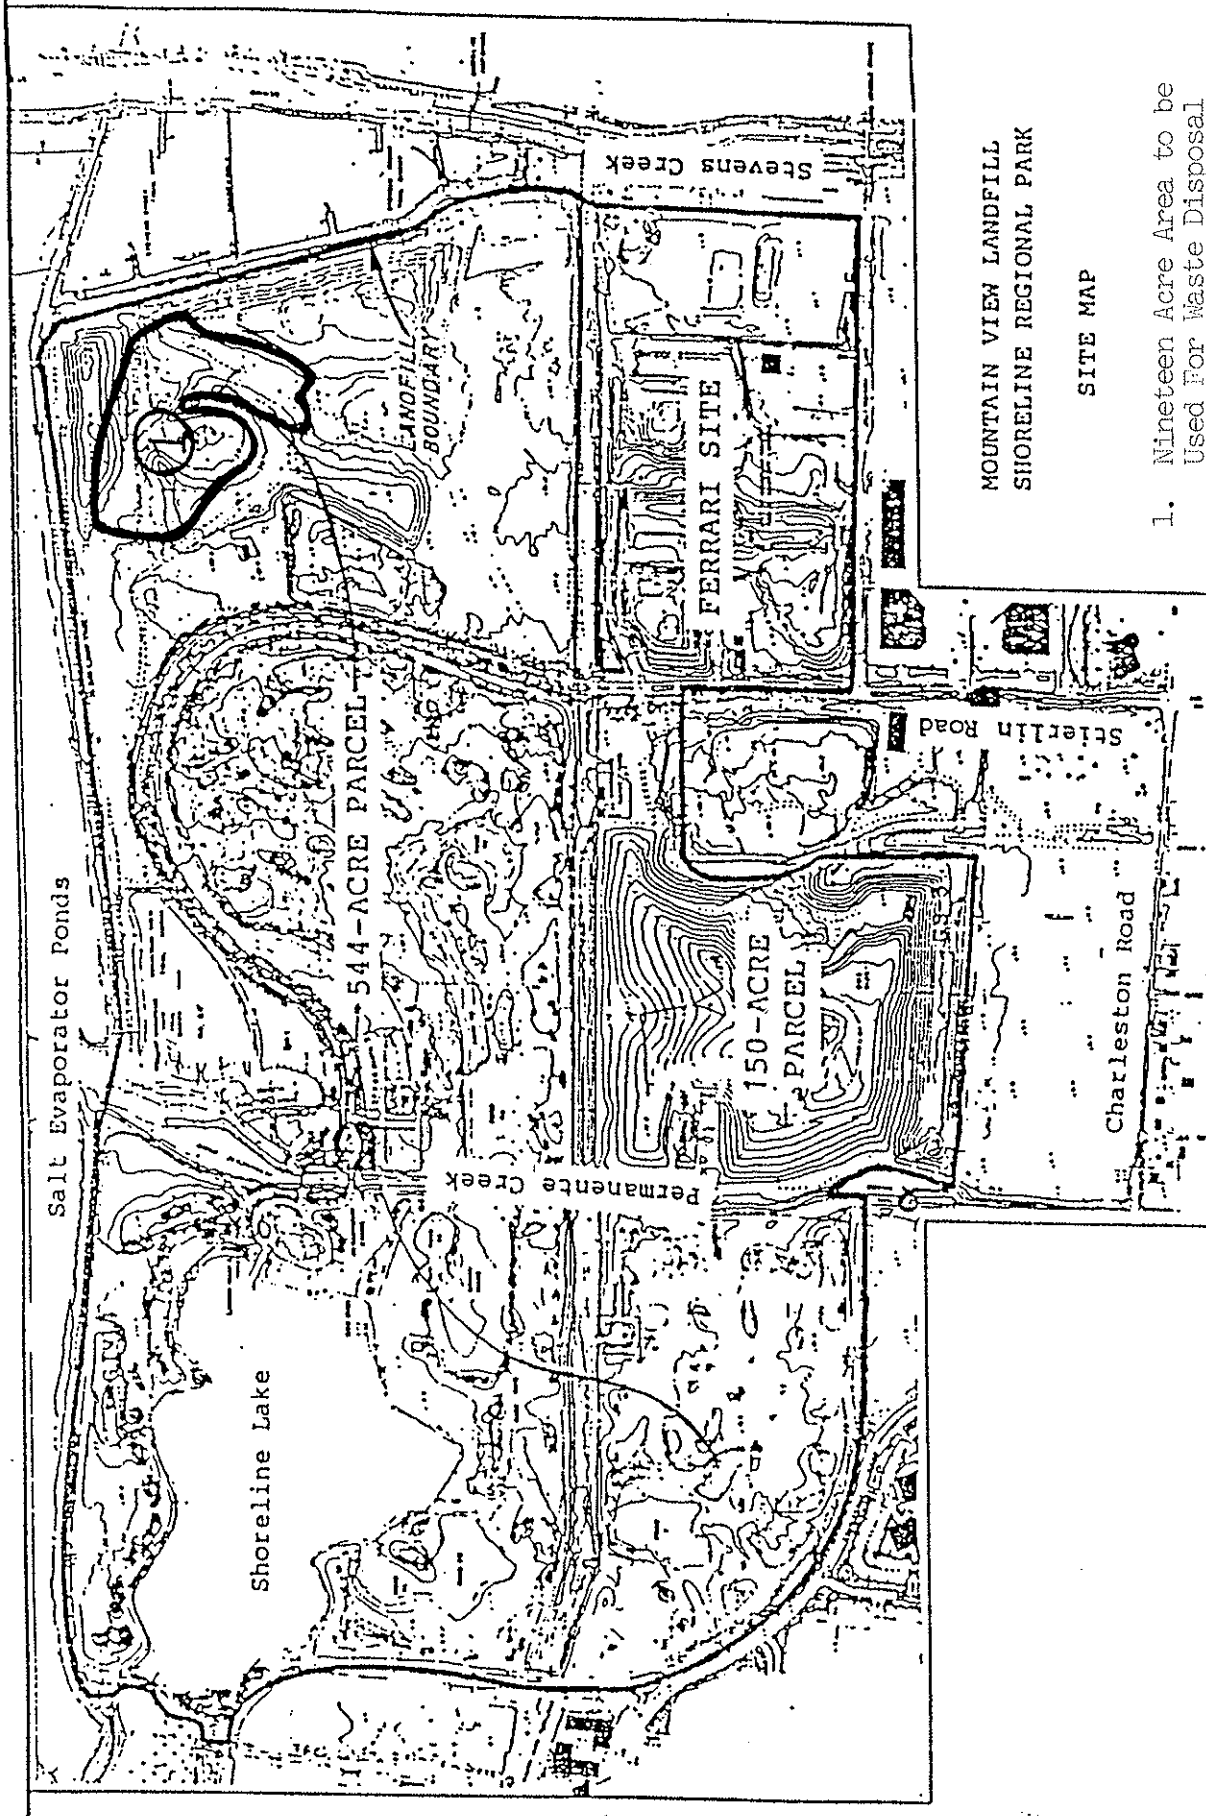 Salt Evaporator Ponds
Shoreline Lake
544-ACRE PARCEL
1
LANDFILL
BOUNDARY
Stevens Creek
Permanente Creek
FERRARI SITE
150-ACRE
PARCEL
Stierlin Road
Charleston Road
MOUNTAIN VIEW LANDFILL
SHORELINE REGIONAL PARK
SITE MAP
1. Nineteen Acre Area to be
Used For Waste Disposal